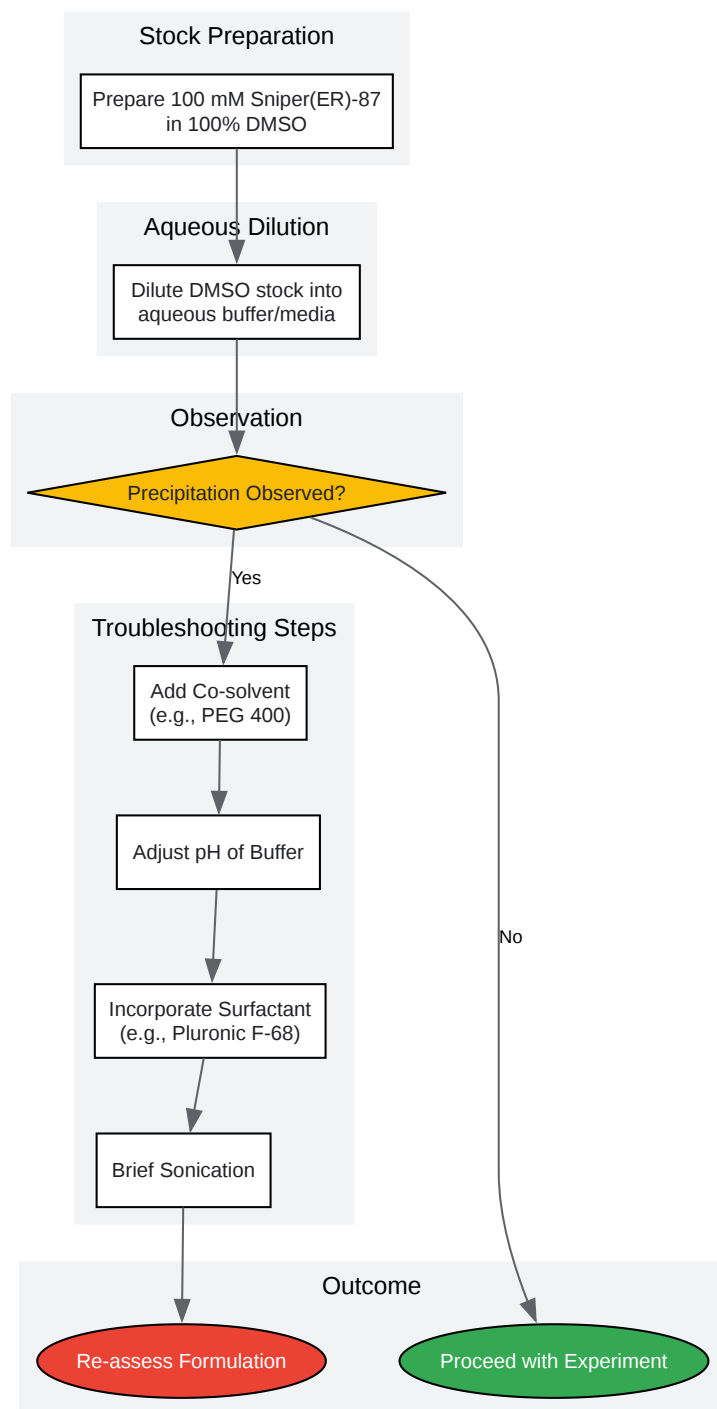 Stock Preparation
Prepare 100 mM Sniper(ER)-87
in 100% DMSO
Aqueous Dilution
Dilute DMSO stock into
aqueous buffer/media
Observation
Precipitation Observed?
Yes
Troubleshooting Steps
Add Co-solvent
(e.g., PEG 400)
Adjust pH of Buffer
No
Incorporate Surfactant
(e.g., Pluronic F-68)
Brief Sonication
Outcome
Re-assess Formulation
Proceed with Experiment